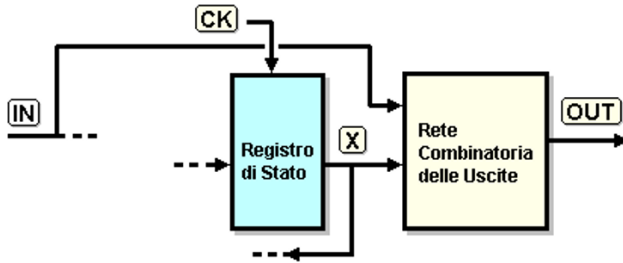 CK
IN
Registro
di Stato
X
Rete
Combinatoria
delle Uscite
OUT